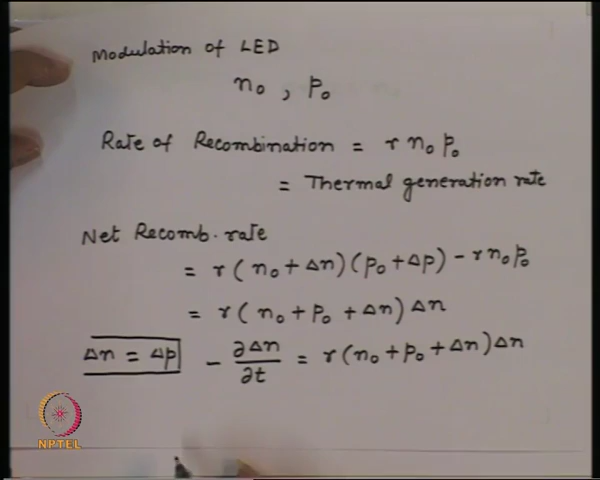 Modulation of LED
n₀ , p₀
Rate of Recombination = r n₀ p₀
= Thermal generation rate
Net Recomb. rate
= r (n₀ + Δn) (p₀ + Δp) - r n₀ p₀
= r (n₀ + p₀ + Δn) Δn
Δn = Δp - ∂Δn/∂t = r (n₀ + p₀ + Δn) Δn
NPTEL